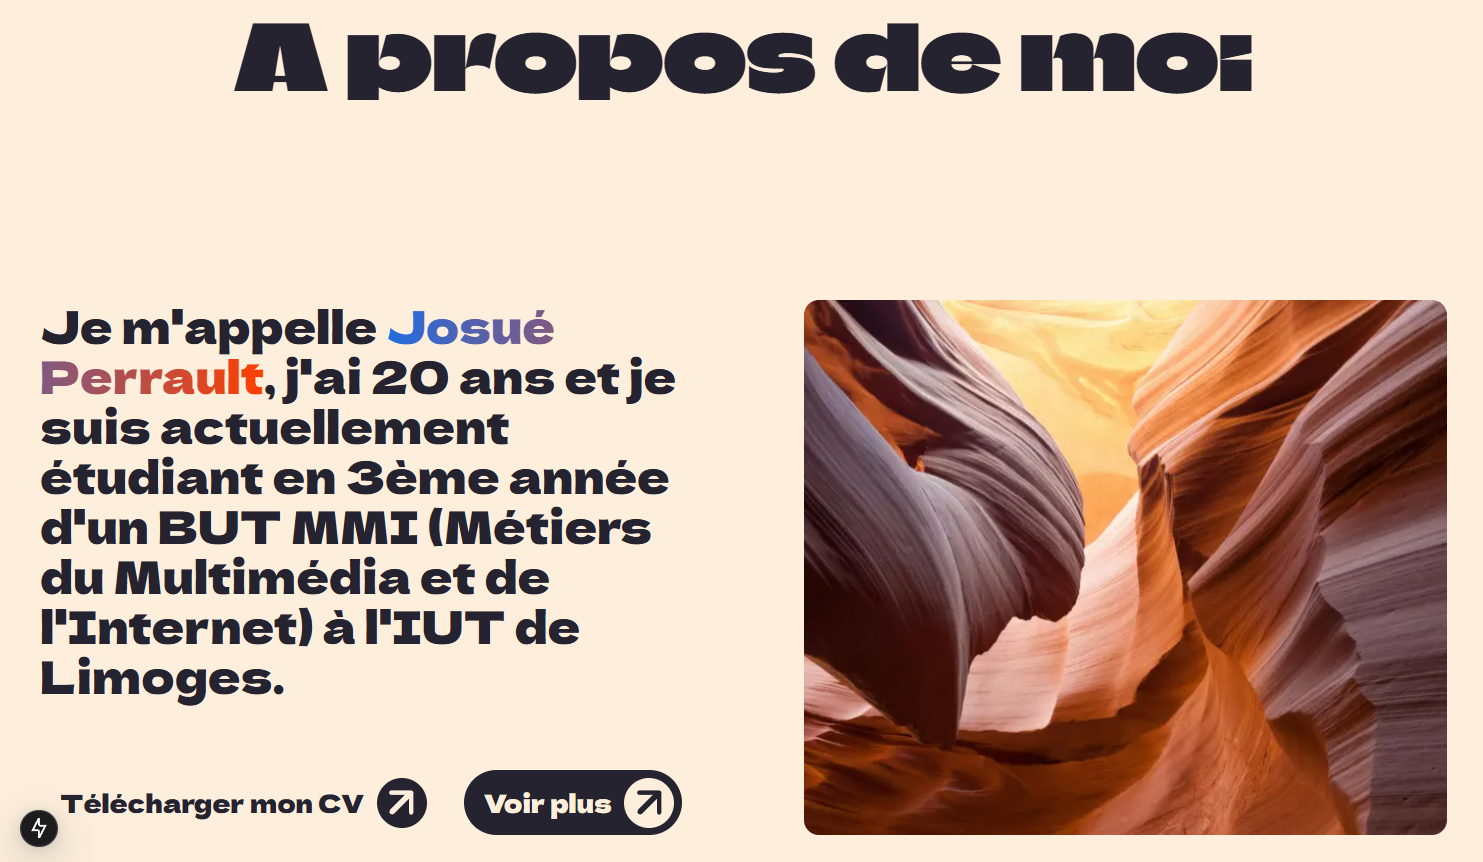 A propos de moi
Je m'appelle Josué
Perrault, j'ai 20 ans et je
suis actuellement
étudiant en 3ème année
d'un BUT MMI (Métiers
du Multimédia et de
l'Internet) à l'IUT de
Limoges.
Télécharger mon CV
Voir plus